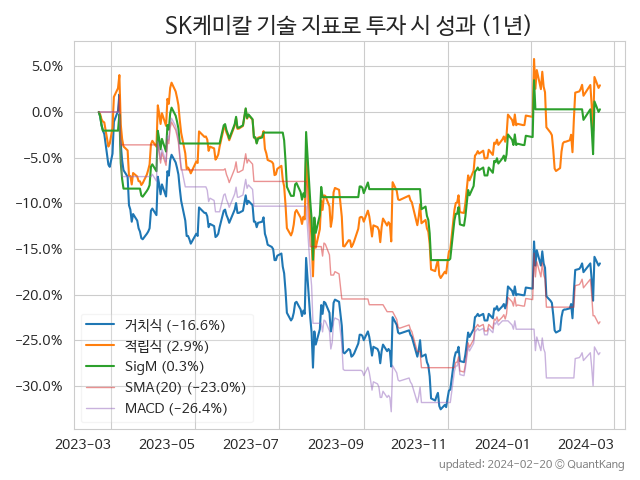 SK케미칼 기술 지표로 투자 시 성과 (1년)
5.0%
0.0%
−5.0%
−10.0%
−15.0%
−20.0%
−25.0%
−30.0%
거치식 (−16.6%)
적립식 (2.9%)
SigM (0.3%)
SMA(20) (−23.0%)
MACD (−26.4%)
2023-03 2023-05 2023-07 2023-09 2023-11 2024-01 2024-03
updated: 2024-02-20 © QuantKang